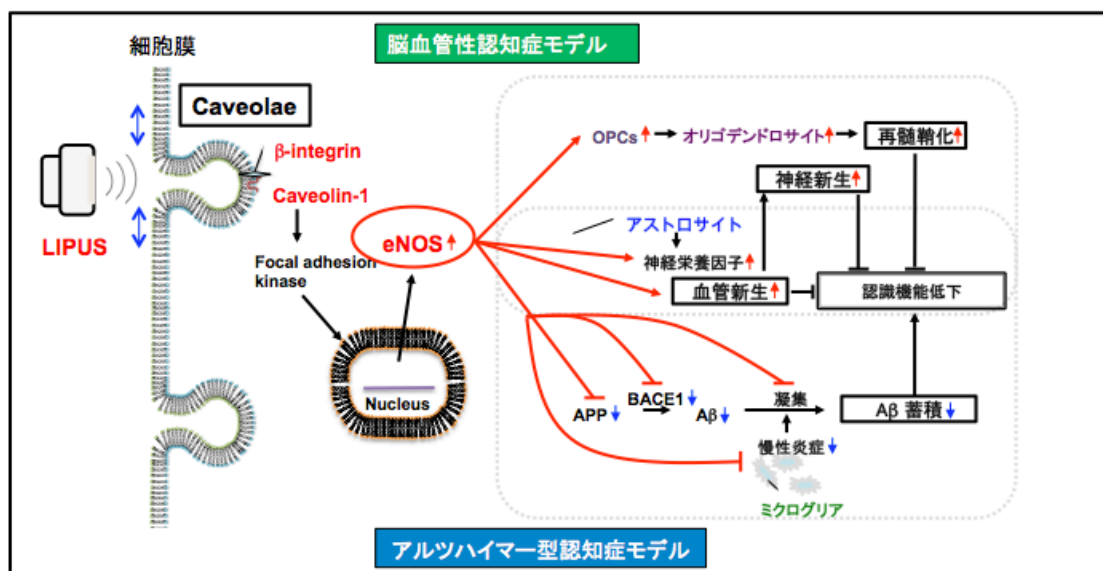 脳血管性認知症モデル
細胞膜
Caveolae
β-integrin
Caveolin-1
LIPUS
eNOS
Focal adhesion
kinase
Nucleus
OPCs
オリゴデンドロサイト
再髄鞘化
神経新生
アストロサイト
神経栄養因子
血管新生
認識機能低下
BACE1
凝集
APP
Aβ
Aβ 蓄積
慢性炎症
ミクログリア
アルツハイマー型認知症モデル